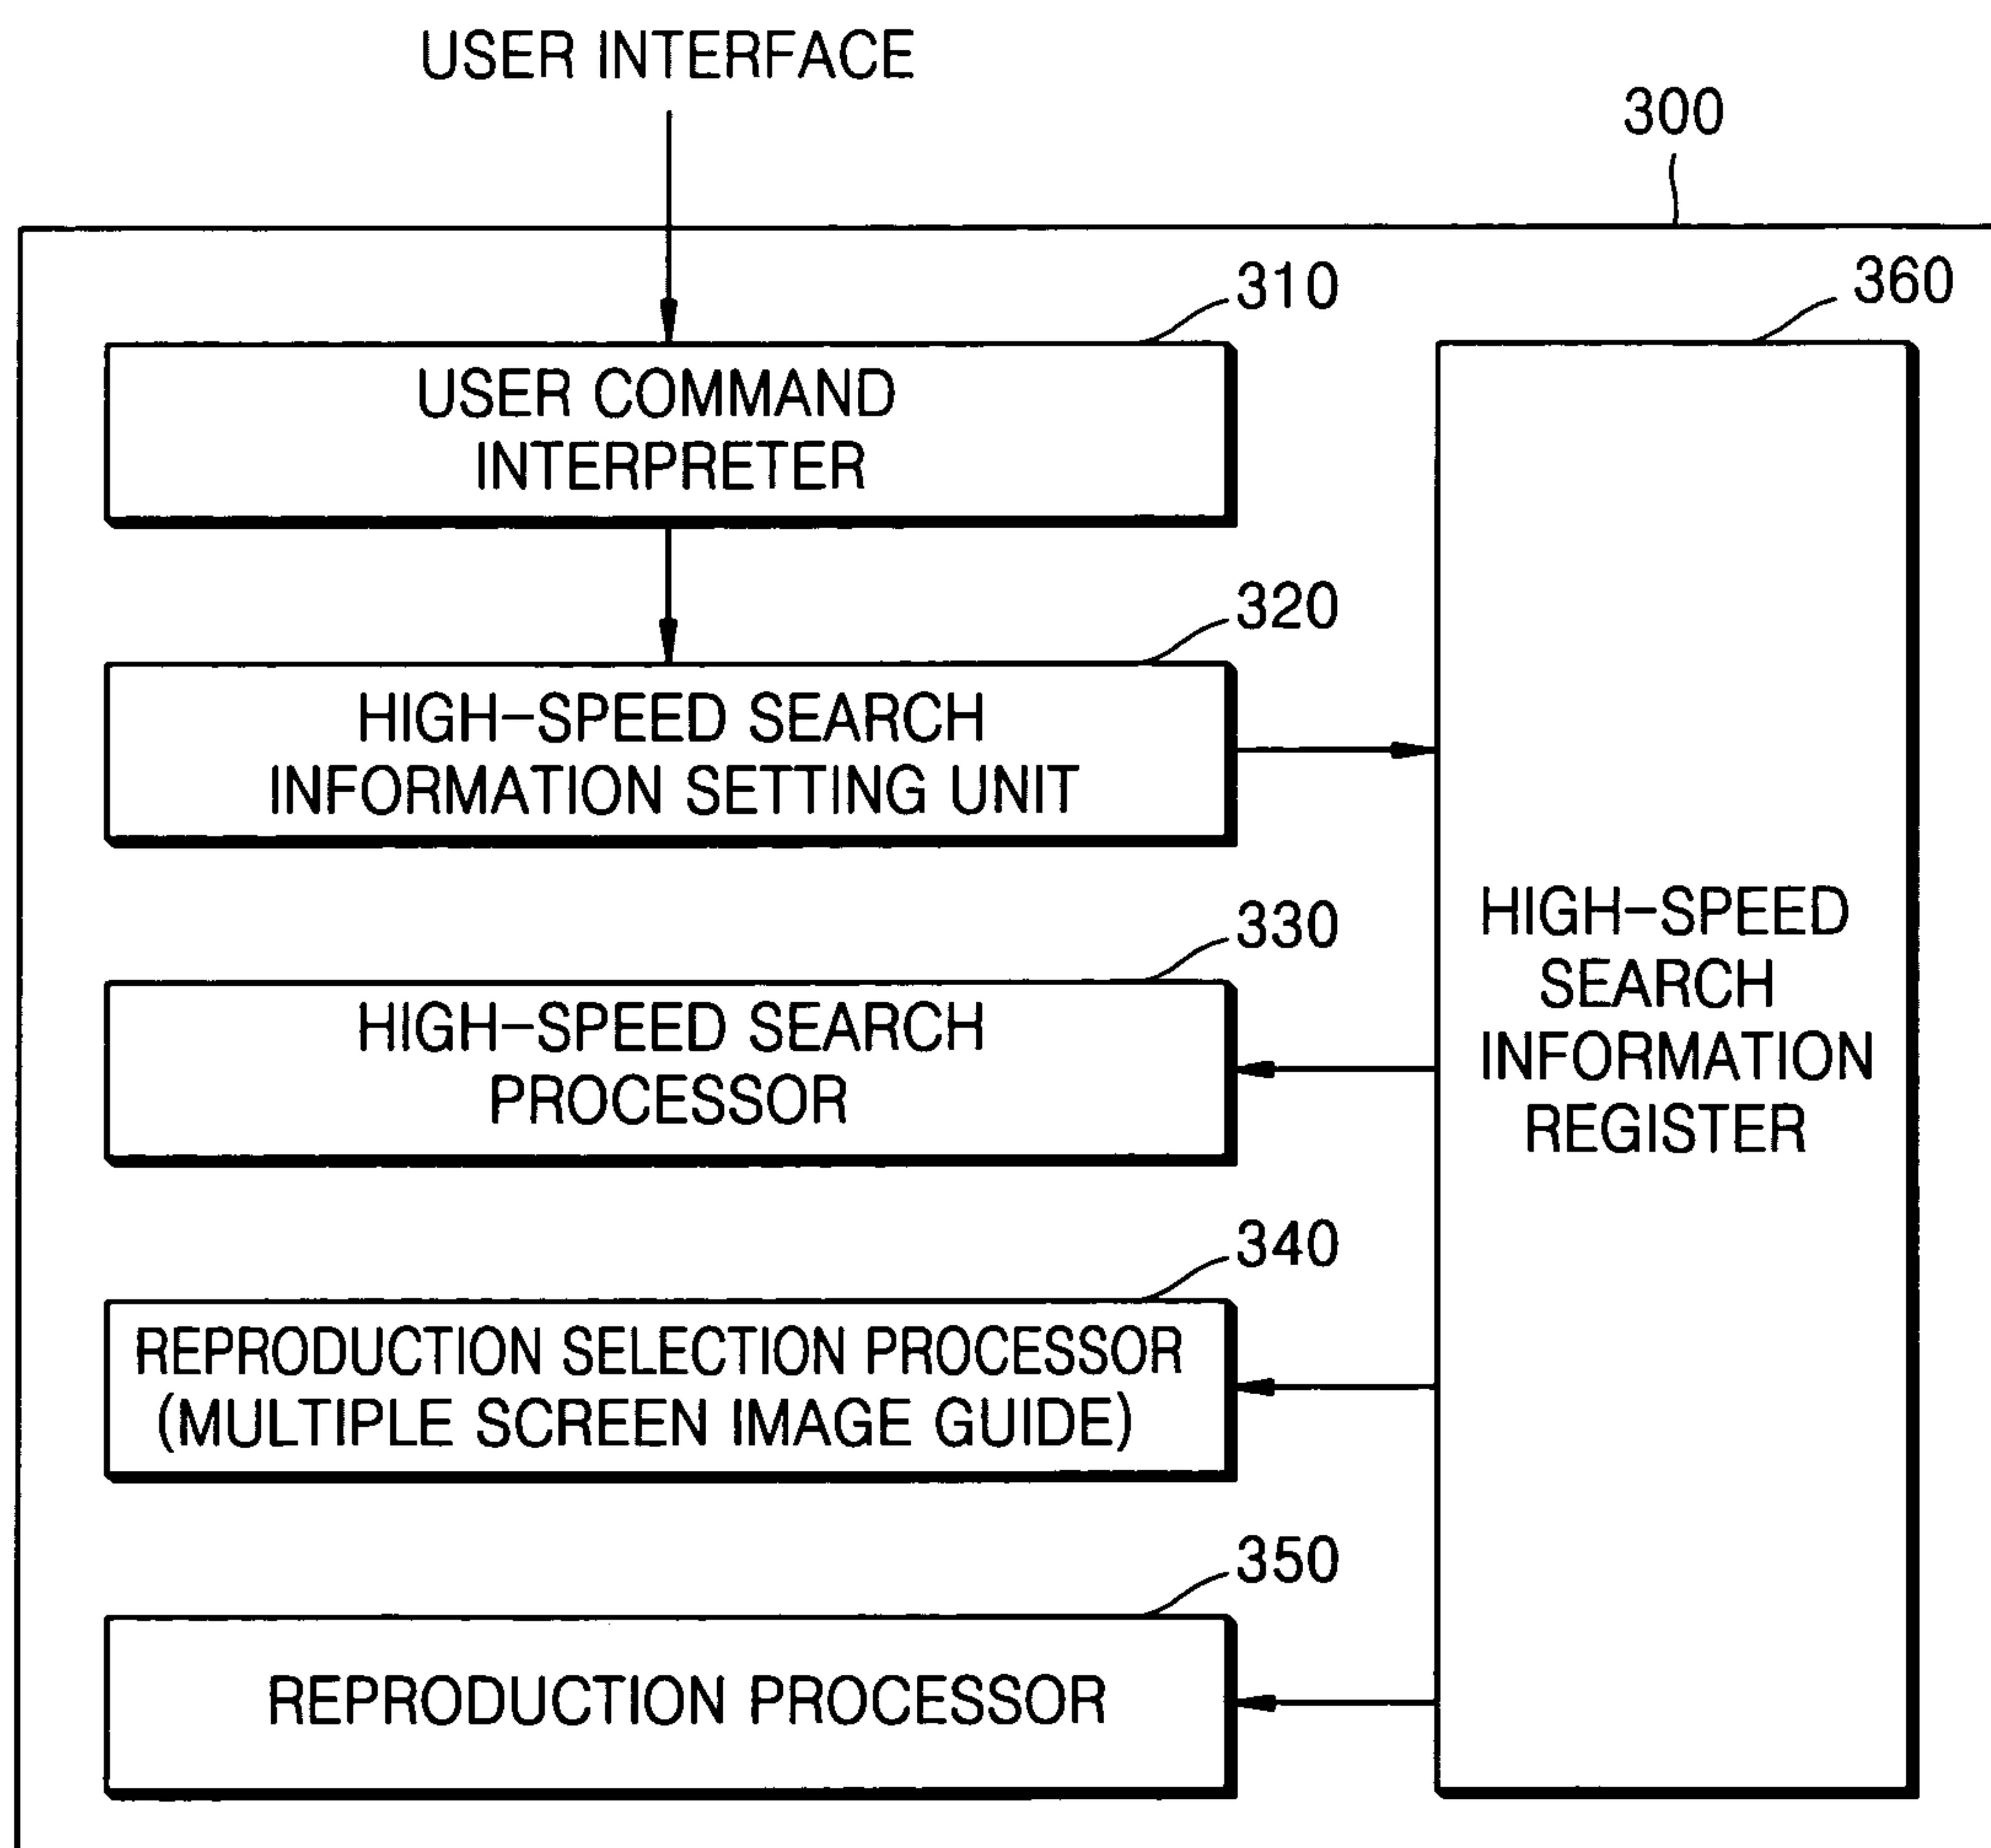 USER INTERFACE
300
310
360
USER COMMAND
INTERPRETER
320
HIGH-SPEED SEARCH
INFORMATION SETTING UNIT
330
HIGH-SPEED SEARCH
PROCESSOR
HIGH-SPEED
SEARCH
INFORMATION
REGISTER
340
REPRODUCTION SELECTION PROCESSOR
(MULTIPLE SCREEN IMAGE GUIDE)
350
REPRODUCTION PROCESSOR